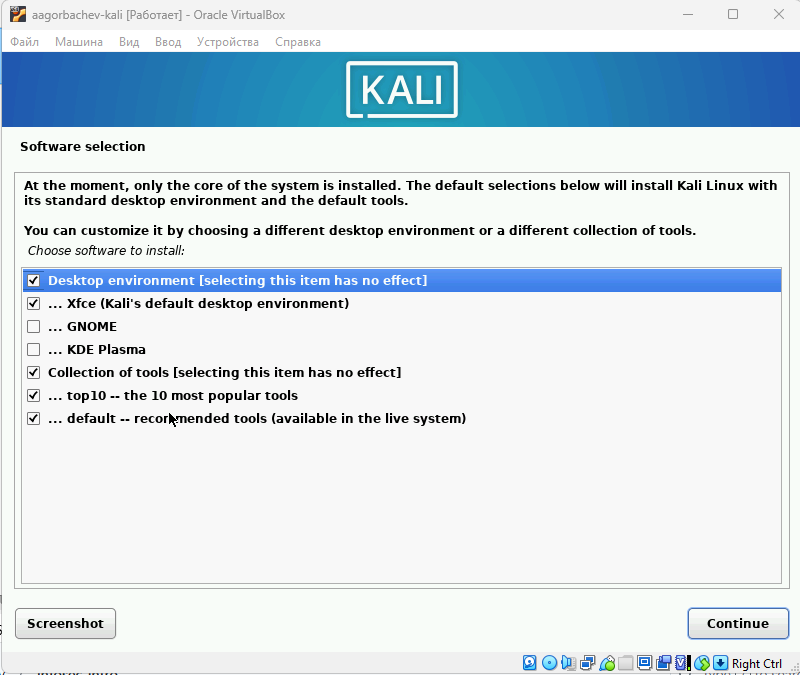 aagorbachev-kali [Работает] - Oracle VirtualBox
Файл Машина Вид Ввод Устройства Справка
KALI
Software selection
At the moment, only the core of the system is installed. The default selections below will install Kali Linux with
its standard desktop environment and the default tools.
You can customize it by choosing a different desktop environment or a different collection of tools.
Choose software to install:
Desktop environment [selecting this item has no effect]
... Xfce (Kali's default desktop environment)
... GNOME
... KDE Plasma
Collection of tools [selecting this item has no effect]
... top10 -- the 10 most popular tools
... default -- recommended tools (available in the live system)
Screenshot Continue
Right Ctrl